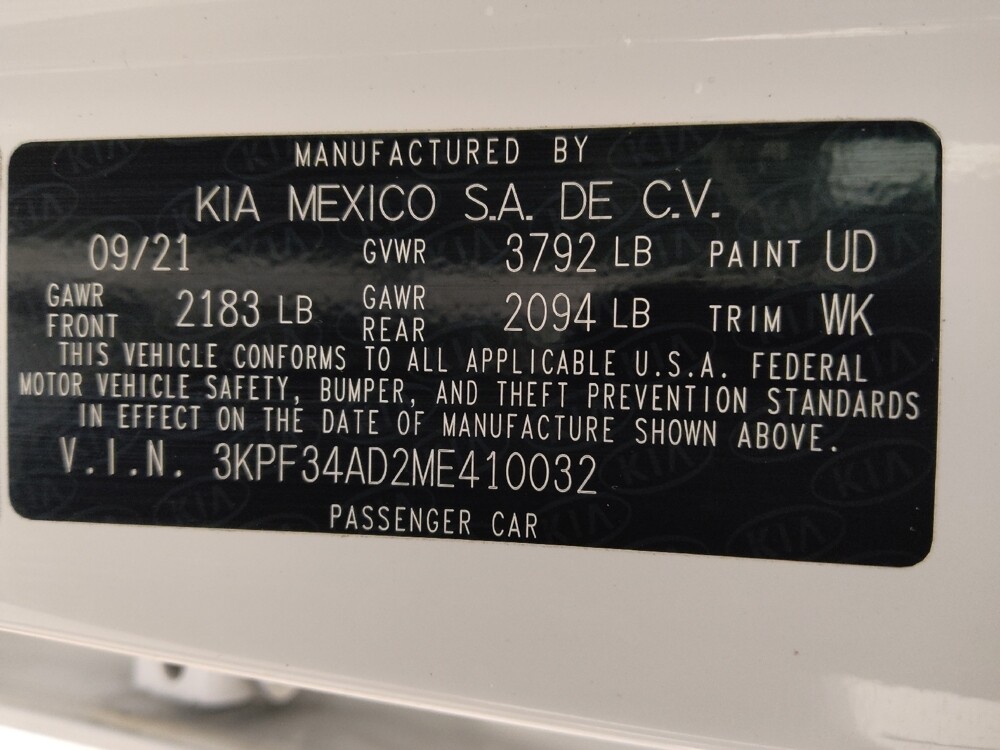 MANUFACTURED BY
KIA MEXICO S.A. DE C.V.
09/21 GVWR 3792 LB PAINT UD
GAWR FRONT 2183 LB GAWR REAR 2094 LB TRIM WK
THIS VEHICLE CONFORMS TO ALL APPLICABLE U.S.A. FEDERAL
MOTOR VEHICLE SAFETY, BUMPER, AND THEFT PREVENTION STANDARDS
IN EFFECT ON THE DATE OF MANUFACTURE SHOWN ABOVE.
V.I.N. 3KPF34AD2ME410032
PASSENGER CAR